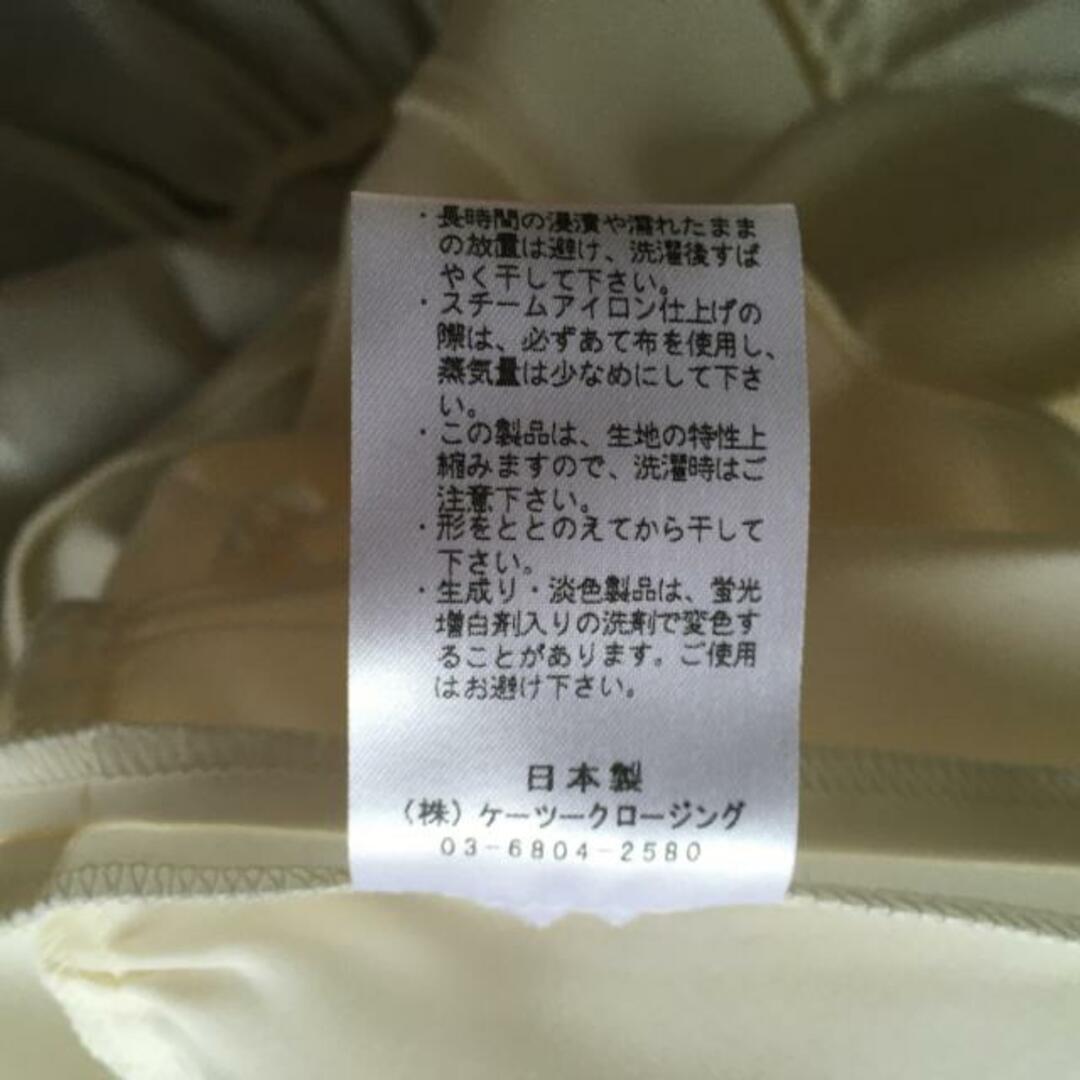 ・長時間の浸漬や濡れたまま
の放置は避け、洗濯後すば
やく干して下さい。
・スチームアイロン仕上げの
際は、必ずあて布を使用し、
蒸気量は少なめにして下さ
い。
・この製品は、生地の特性上
縮みますので、洗濯時はご
注意下さい。
・形をととのえてから干して
下さい。
・生成り・淡色製品は、蛍光
増白剤入りの洗剤で変色す
ることがあります。ご使用
はお避け下さい。
日本製
（株）ケーツークロージング
03-6804-2580